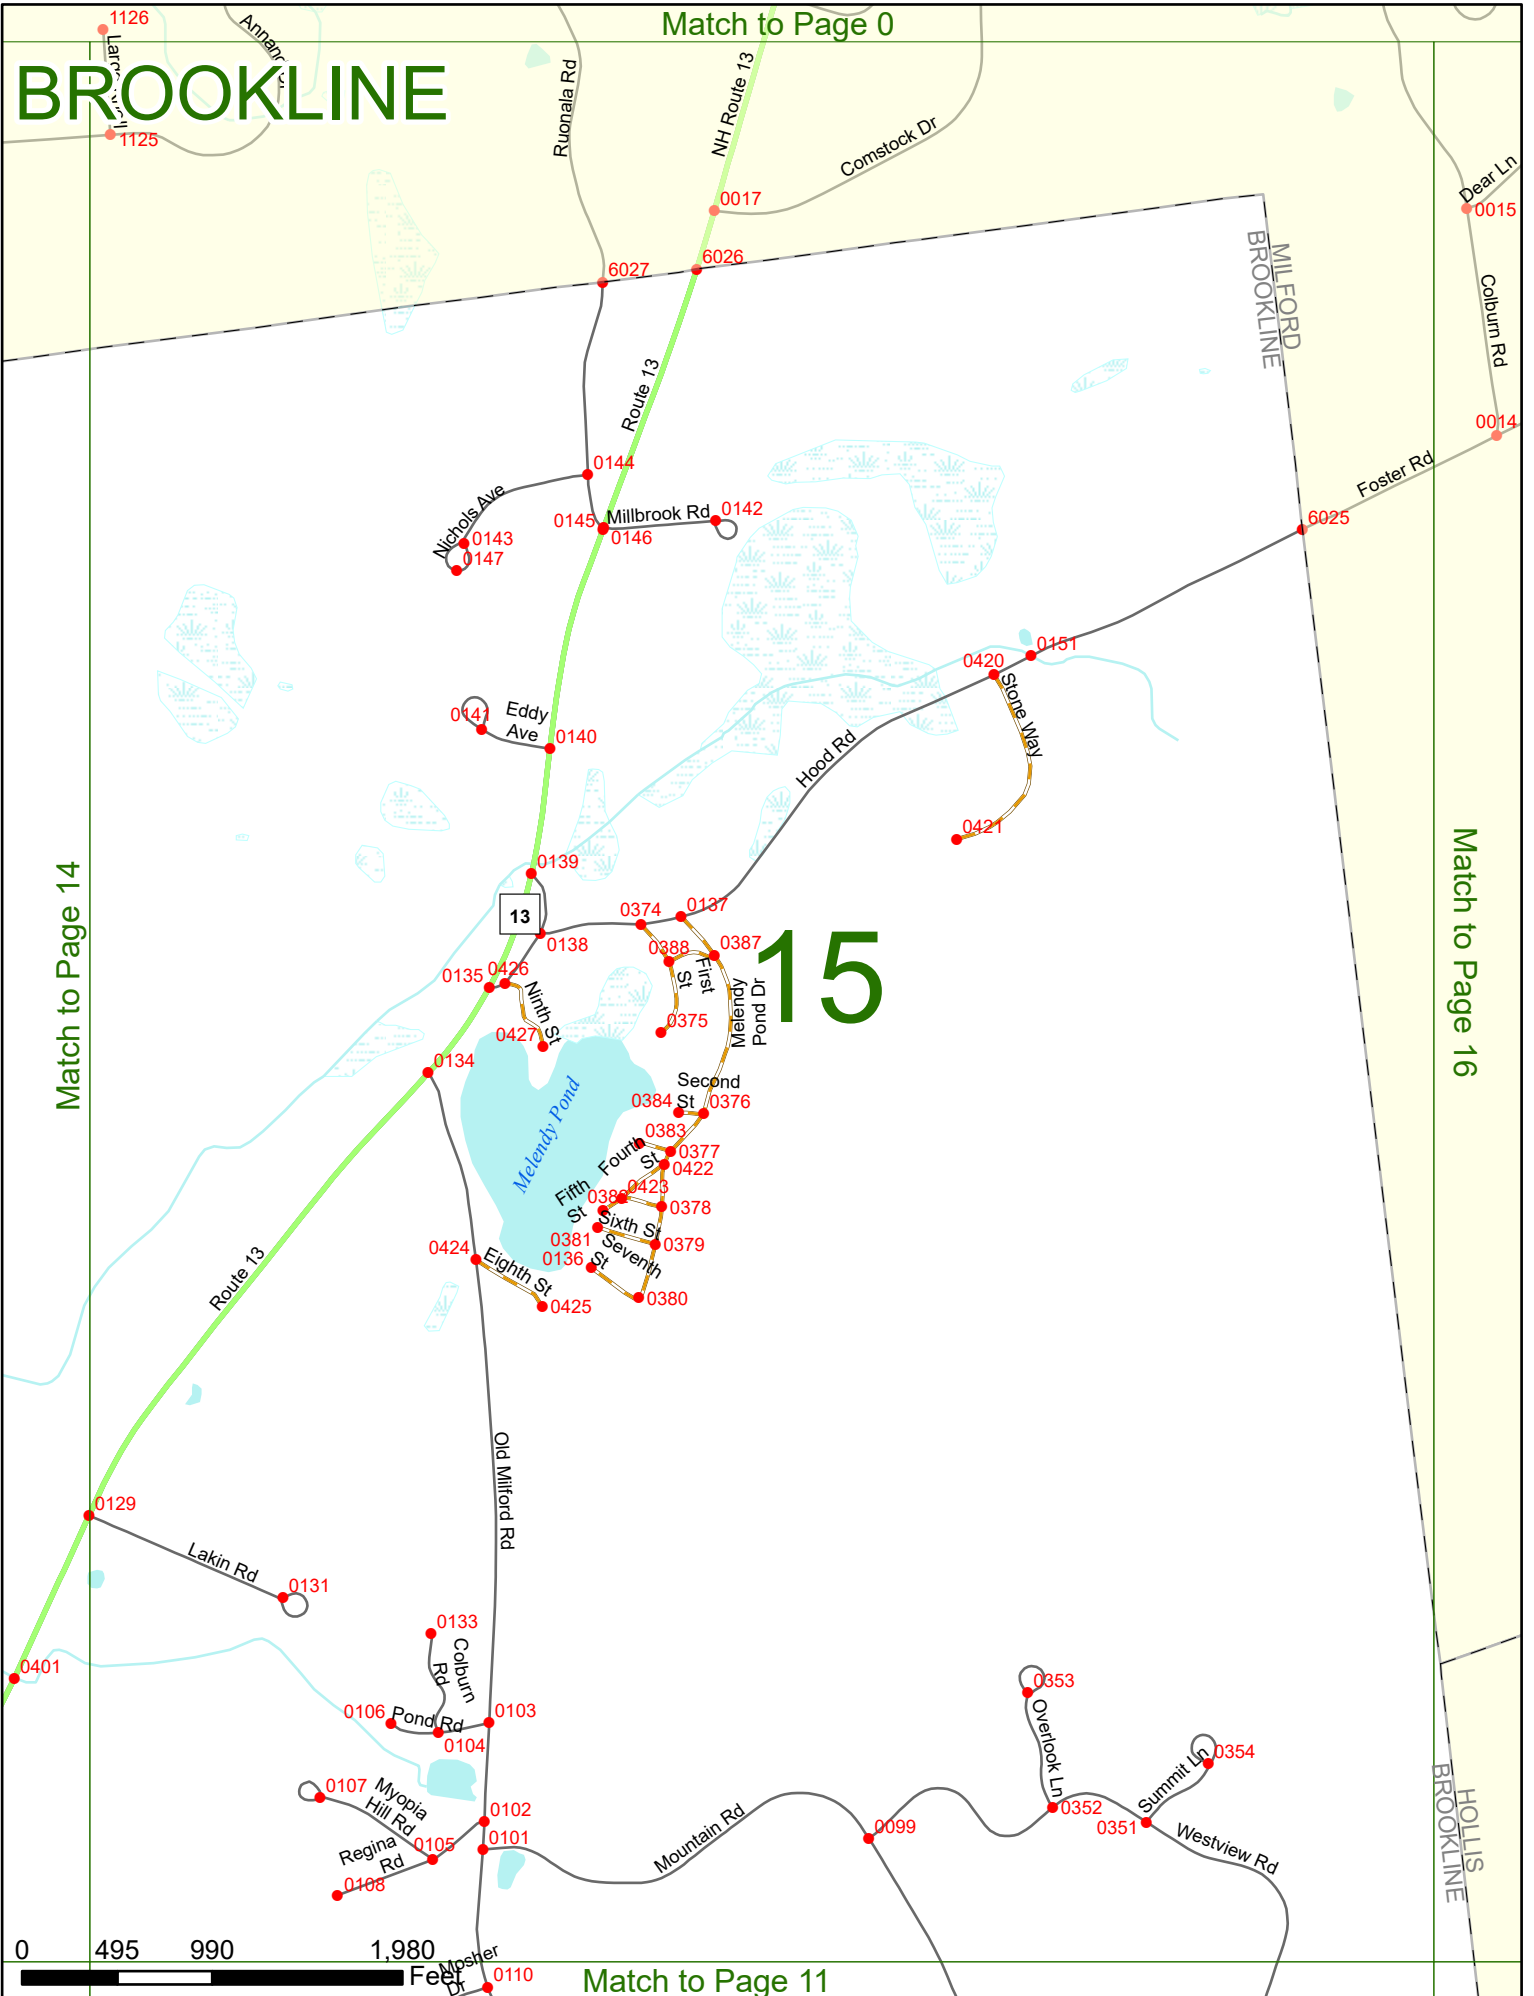 Match to Page 0
BROOKLINE
1126
1125
Ruonala Rd
NH Route 13
Comstock Dr
0017
6027
6026
MILFORD
BROOKLINE
Dear Ln
0015
Colburn Rd
0014
Foster Rd
6025
Route 13
0144
Nichols Ave
0143
0147
0145
0146
Millbrook Rd
0142
0151
0420
Stone Way
0421
Hood Rd
0141
Eddy
Ave
0140
0139
13
0138
0374
0137
0388
0387
First
St
0375
Melendy
Pond Dr
15
0135
0426
Ninth St
0427
0134
Match to Page 14
Match to Page 16
Melendy Pond
Second
St
0384
0376
0383
0377
Fourth
St
0422
0423
Fifth
St
0382
0378
Sixth St
0381
0379
Seventh
St
0136
0380
0424
Eighth St
0425
Route 13
Old Milford Rd
0129
Lakin Rd
0131
0401
0133
Colburn
Rd
0106
Pond Rd
0103
0104
0107
Myopia
Hill Rd
0102
0101
0105
Regina
Rd
0108
Mountain Rd
0099
0353
Overlook Ln
0352
0354
Summit Ln
0351
Westview Rd
HOLLIS
BROOKLINE
0 495 990 1,980
Feet
Mosher
Dr
0110
Match to Page 11